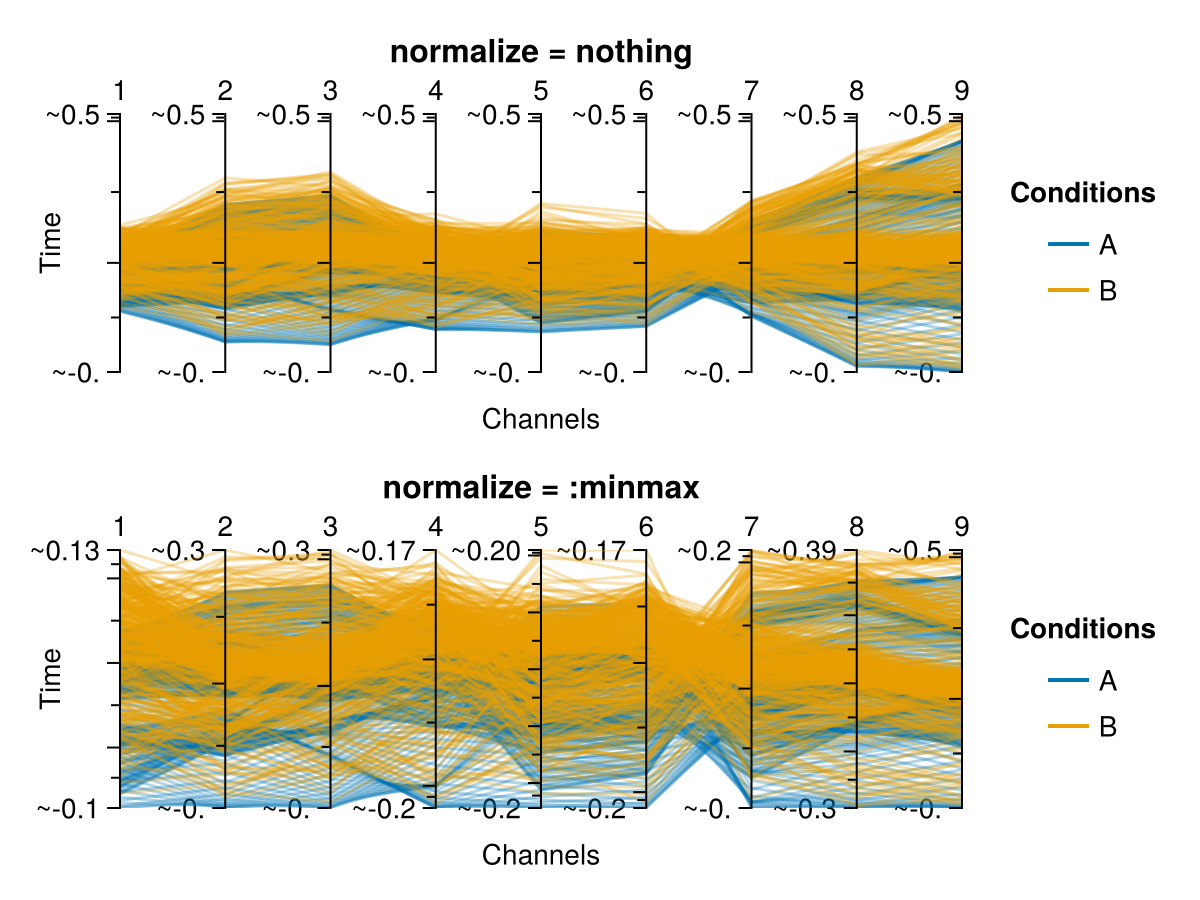 normalize = nothing
1 2 3 4 5 6 7 8 9
~0.5 ~0.5 ~0.5 ~0.5 ~0.5 ~0.5 ~0.5 ~0.5 ~0.5
Time
~-0. ~-0. ~-0. ~-0. ~-0. ~-0. ~-0. ~-0. ~-0.
Channels
Conditions
A
B
normalize = :minmax
1 2 3 4 5 6 7 8 9
~0.13 ~0.3 ~0.3 ~0.17 ~0.20 ~0.17 ~0.2 ~0.39 ~0.5
Time
~-0.1 ~-0. ~-0. ~-0.2 ~-0.2 ~-0.2 ~-0. ~-0.3 ~-0.
Channels
Conditions
A
B